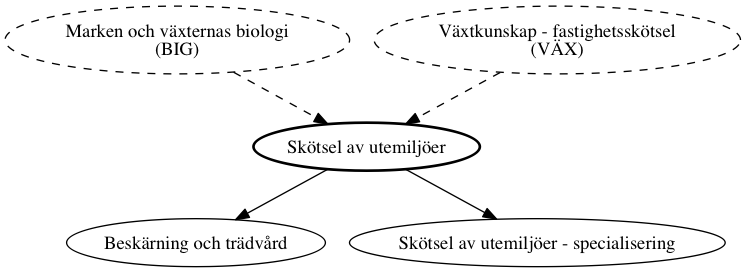 Marken och växternas biologi
(BIG)
Växtkunskap - fastighetsskötsel
(VÄX)
Skötsel av utemiljöer
Beskärning och trädvård
Skötsel av utemiljöer - specialisering